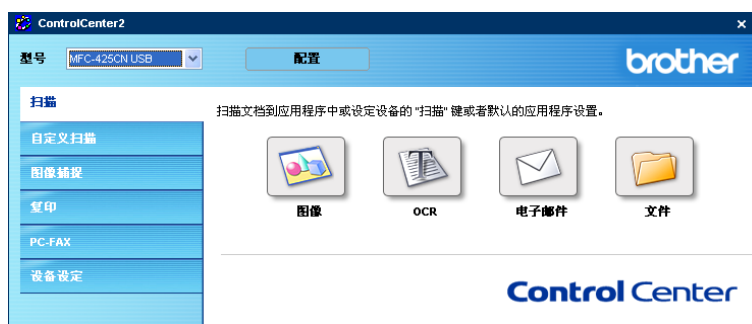 ControlCenter2
型号 MFC-425CN USB 配置 brother
扫描
扫描文档到应用程序中或设定设备的 "扫描" 键或者默认的应用程序设置。
自定义扫描
图像捕捉
图像 OCR 电子邮件 文件
复印
PC-FAX
设备设定
Control Center